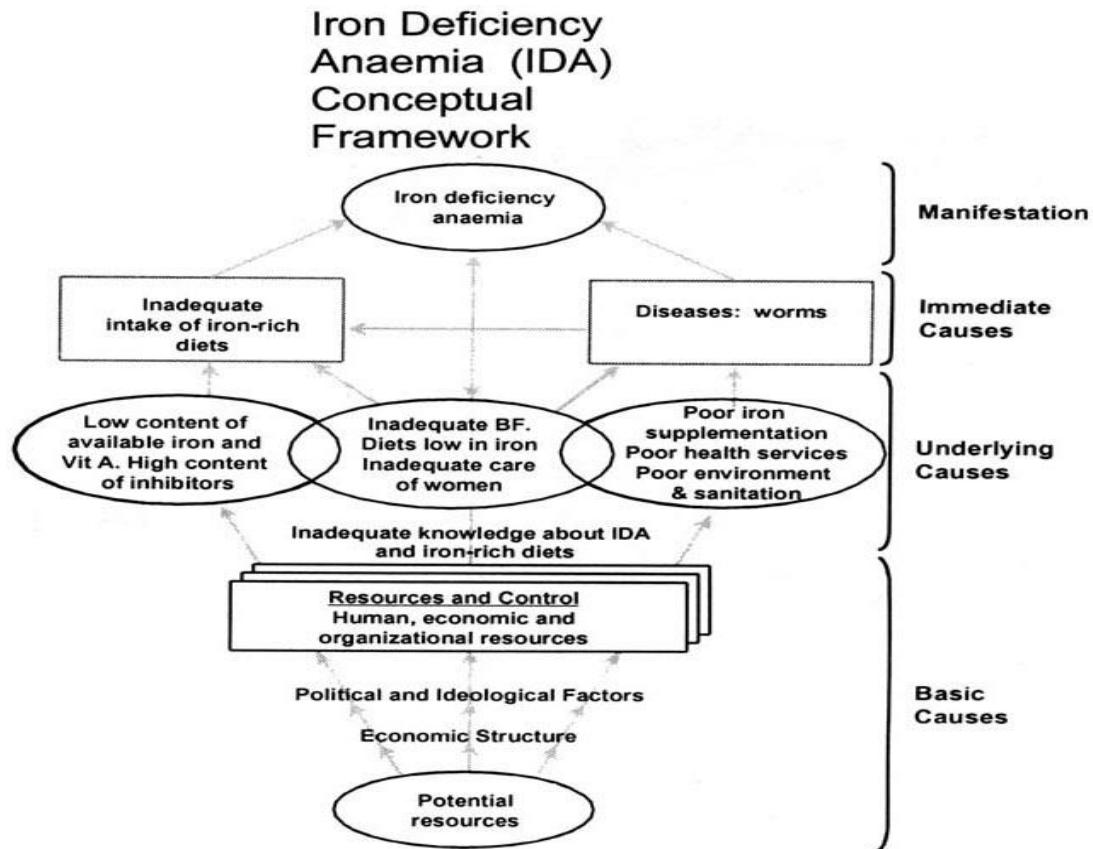 Iron Deficiency
Anaemia (IDA)
Conceptual
Framework
Iron deficiency
anaemia
Manifestation
Inadequate
intake of iron-rich
diets
Diseases: worms
Immediate
Causes
Low content of
available iron and
Vit A. High content
of inhibitors
Inadequate BF.
Diets low in iron
Inadequate care
of women
Poor iron
supplementation
Poor health services
Poor environment
& sanitation
Underlying
Causes
Inadequate knowledge about IDA
and iron-rich diets
Resources and Control
Human, economic and
organizational resources
Political and Ideological Factors
Economic Structure
Potential
resources
Basic
Causes